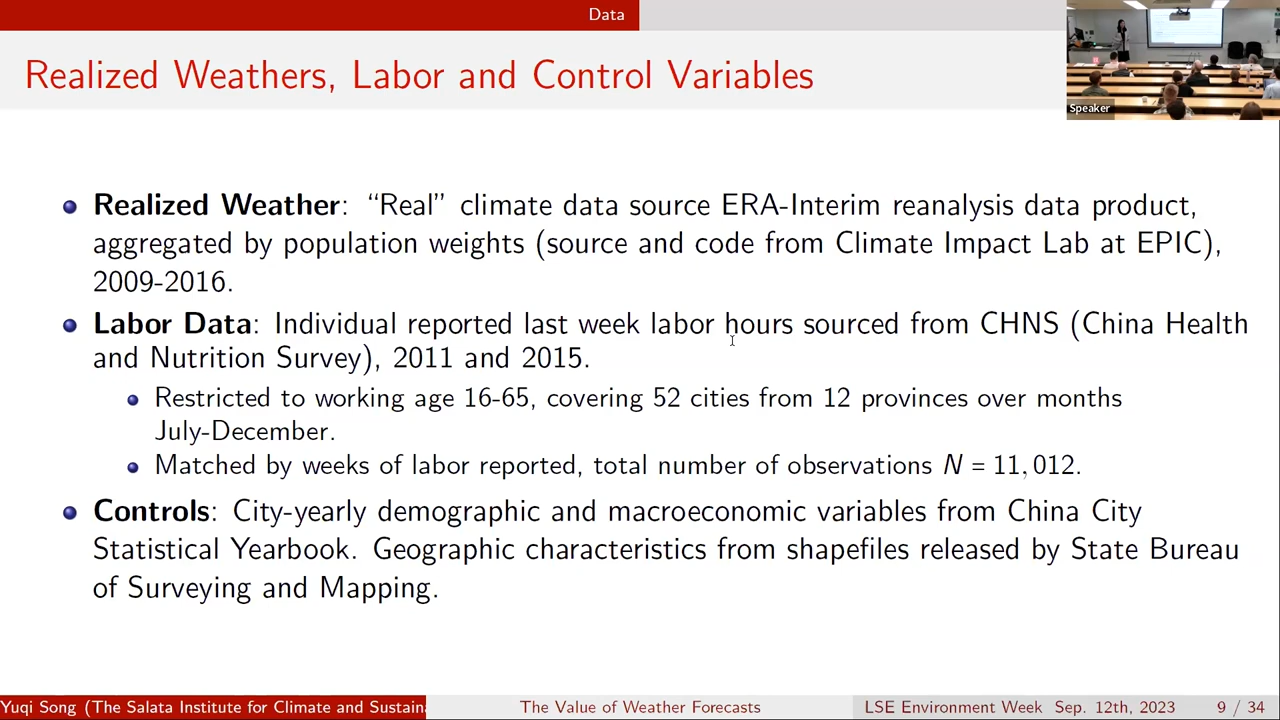 Data
Realized Weathers, Labor and Control Variables
Speaker
Realized Weather: “Real” climate data source ERA-Interim reanalysis data product,
aggregated by population weights (source and code from Climate Impact Lab at EPIC),
2009-2016.
Labor Data: Individual reported last week labor hours sourced from CHNS (China Health
and Nutrition Survey), 2011 and 2015.
Restricted to working age 16-65, covering 52 cities from 12 provinces over months
July-December.
Matched by weeks of labor reported, total number of observations N = 11, 012.
Controls: City-yearly demographic and macroeconomic variables from China City
Statistical Yearbook. Geographic characteristics from shapefiles released by State Bureau
of Surveying and Mapping.
Yuqi Song (The Salata Institute for Climate and Sustain
The Value of Weather Forecasts
LSE Environment Week Sep. 12th, 2023 9 / 34